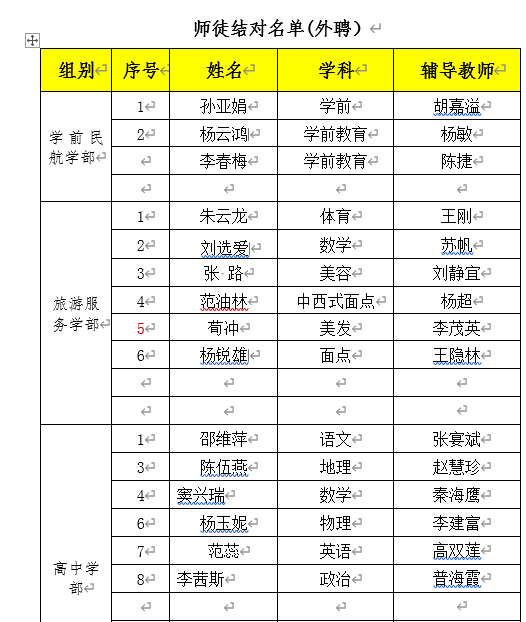 师徒结对名单(外聘）
组别 序号 姓名 学科 辅导教师
学前民航学部
1 孙亚娟 学前 胡嘉溢
2 杨云鸿 学前教育 杨敏
李春梅 学前教育 陈捷
旅游服务学部
1 朱云龙 体育 王刚
2 刘选爱 数学 苏帆
3 张 路 美容 刘静宜
4 范油林 中西式面点 杨超
5 荀冲 美发 李茂英
6 杨锐雄 面点 王隐林
高中学部
1 邵维萍 语文 张宴斌
3 陈伍燕 地理 赵慧珍
4 窦兴瑞 数学 秦海鹰
6 杨玉妮 物理 李建富
7 范蕊 英语 高双莲
8 李茜斯 政治 普海霞